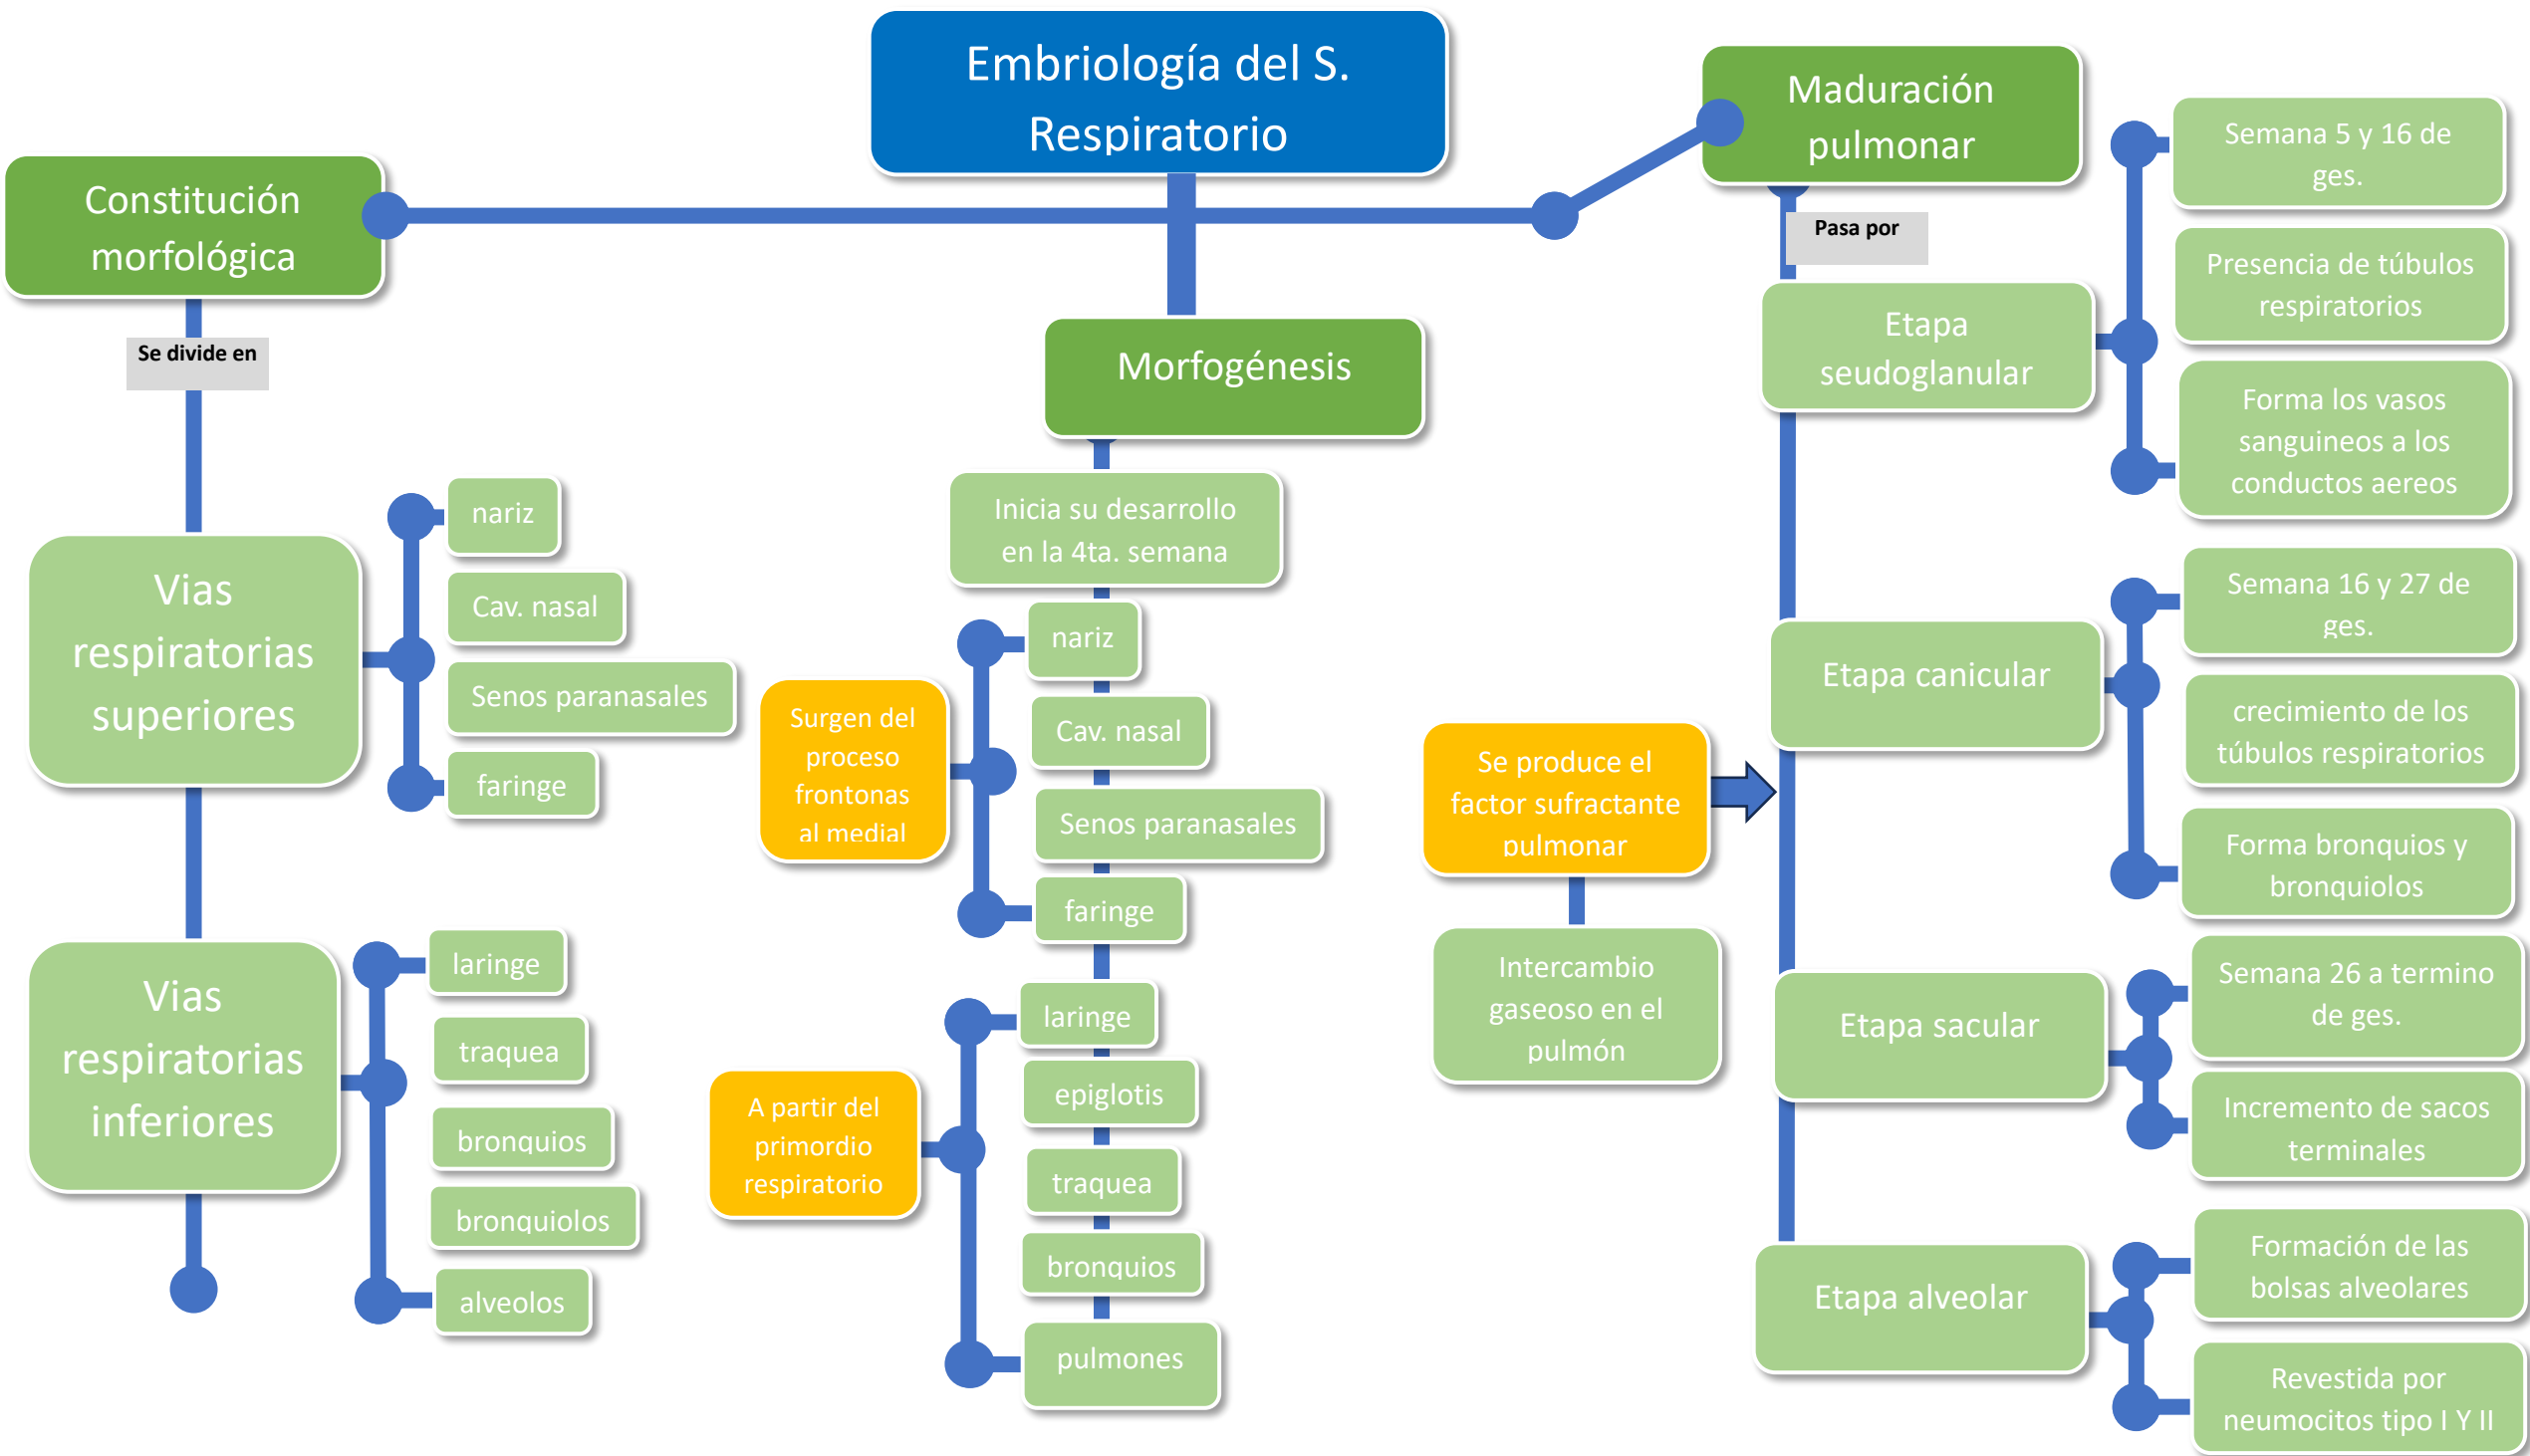 Embriología del S.
Respiratorio
Constitución
morfológica
Se divide en
Vias
respiratorias
superiores
nariz
Cav. nasal
Senos paranasales
faringe
Vias
respiratorias
inferiores
laringe
traquea
bronquios
bronquiolos
alveolos
Morfogénesis
Inicia su desarrollo
en la 4ta. semana
Surgen del
proceso
frontonas
al medial
nariz
Cav. nasal
Senos paranasales
faringe
A partir del
primordio
respiratorio
laringe
epiglotis
traquea
bronquios
pulmones
Maduración
pulmonar
Pasa por
Etapa
seudoglanular
Semana 5 y 16 de
ges.
Presencia de túbulos
respiratorios
Forma los vasos
sanguineos a los
conductos aereos
Etapa canicular
Semana 16 y 27 de
ges.
crecimiento de los
túbulos respiratorios
Forma bronquios y
bronquiolos
Se produce el
factor sufractante
pulmonar
Intercambio
gaseoso en el
pulmón
Etapa sacular
Semana 26 a termino
de ges.
Incremento de sacos
terminales
Etapa alveolar
Formación de las
bolsas alveolares
Revestida por
neumocitos tipo I Y II